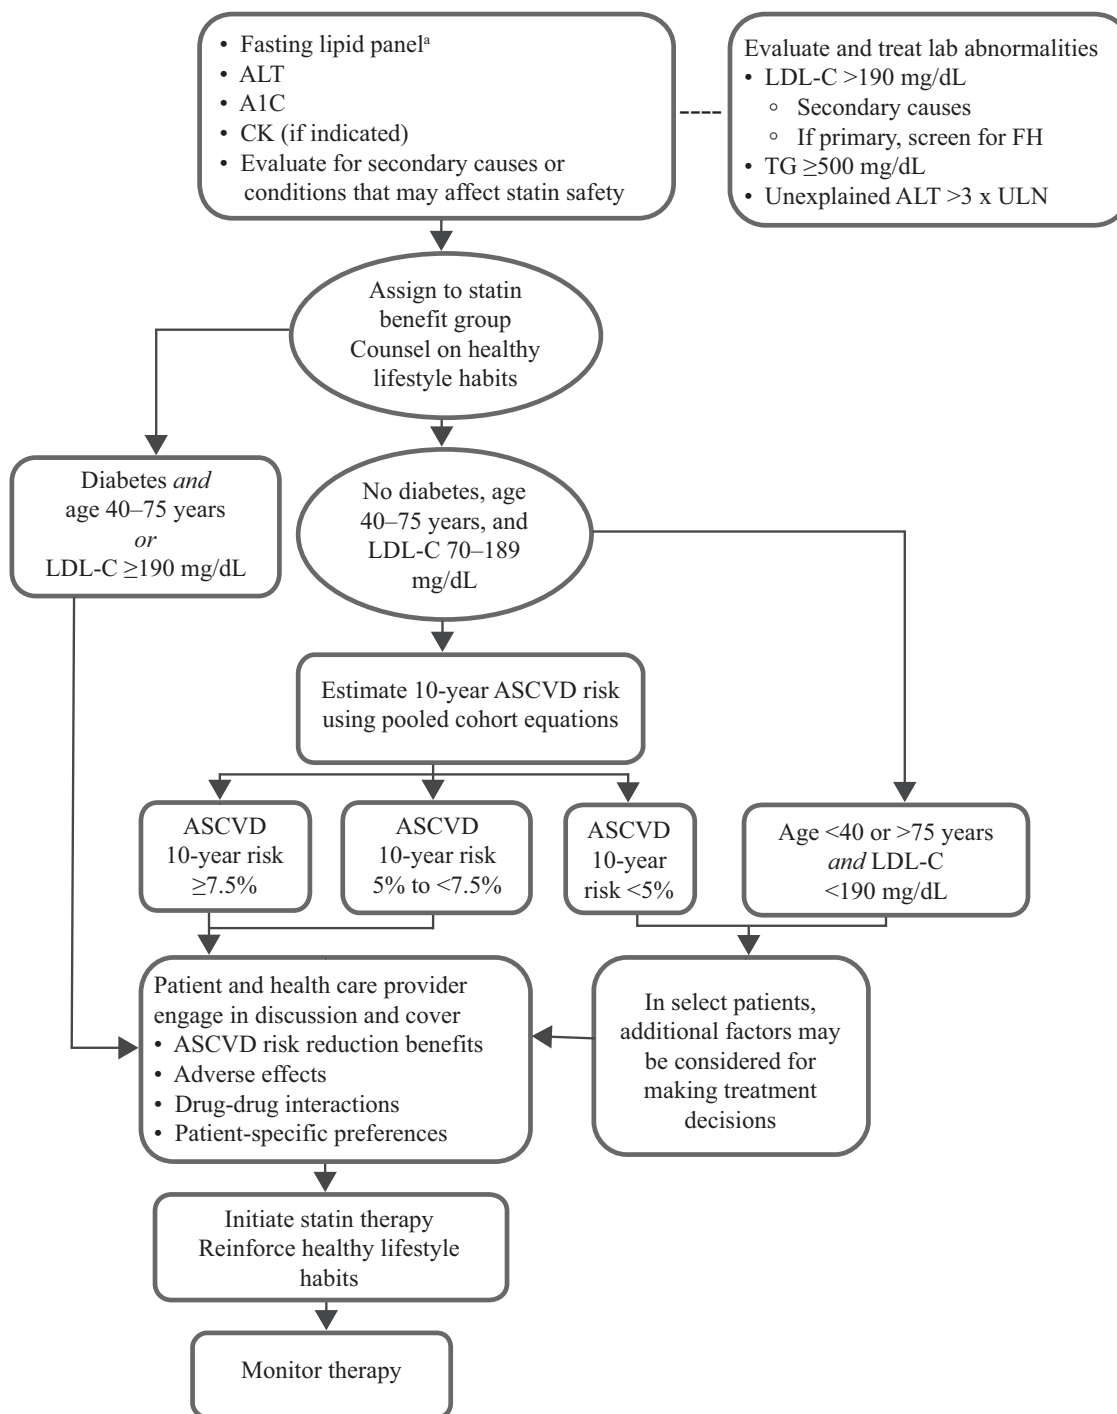 • Fasting lipid panelᵃ
• ALT
• A1C
• CK (if indicated)
• Evaluate for secondary causes or
conditions that may affect statin safety
Evaluate and treat lab abnormalities
• LDL-C >190 mg/dL
◦ Secondary causes
◦ If primary, screen for FH
• TG ≥500 mg/dL
• Unexplained ALT >3 x ULN
Assign to statin
benefit group
Counsel on healthy
lifestyle habits
Diabetes and
age 40–75 years
or
LDL-C ≥190 mg/dL
No diabetes, age
40–75 years, and
LDL-C 70–189
mg/dL
Estimate 10-year ASCVD risk
using pooled cohort equations
ASCVD
10-year risk
≥7.5%
ASCVD
10-year risk
5% to <7.5%
ASCVD
10-year
risk <5%
Age <40 or >75 years
and LDL-C
<190 mg/dL
Patient and health care provider
engage in discussion and cover
• ASCVD risk reduction benefits
• Adverse effects
• Drug-drug interactions
• Patient-specific preferences
In select patients,
additional factors may
be considered for
making treatment
decisions
Initiate statin therapy
Reinforce healthy lifestyle
habits
Monitor therapy